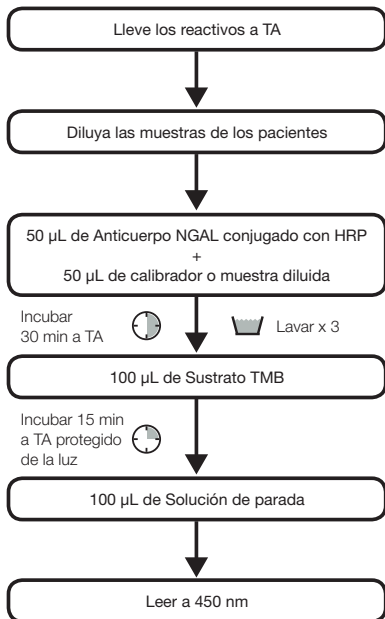 Lleve los reactivos a TA
Diluya las muestras de los pacientes
50 µL de Anticuerpo NGAL conjugado con HRP
+
50 µL de calibrador o muestra diluida
Incubar
30 min a TA
Lavar x 3
100 µL de Sustrato TMB
Incubar 15 min
a TA protegido
de la luz
100 µL de Solución de parada
Leer a 450 nm